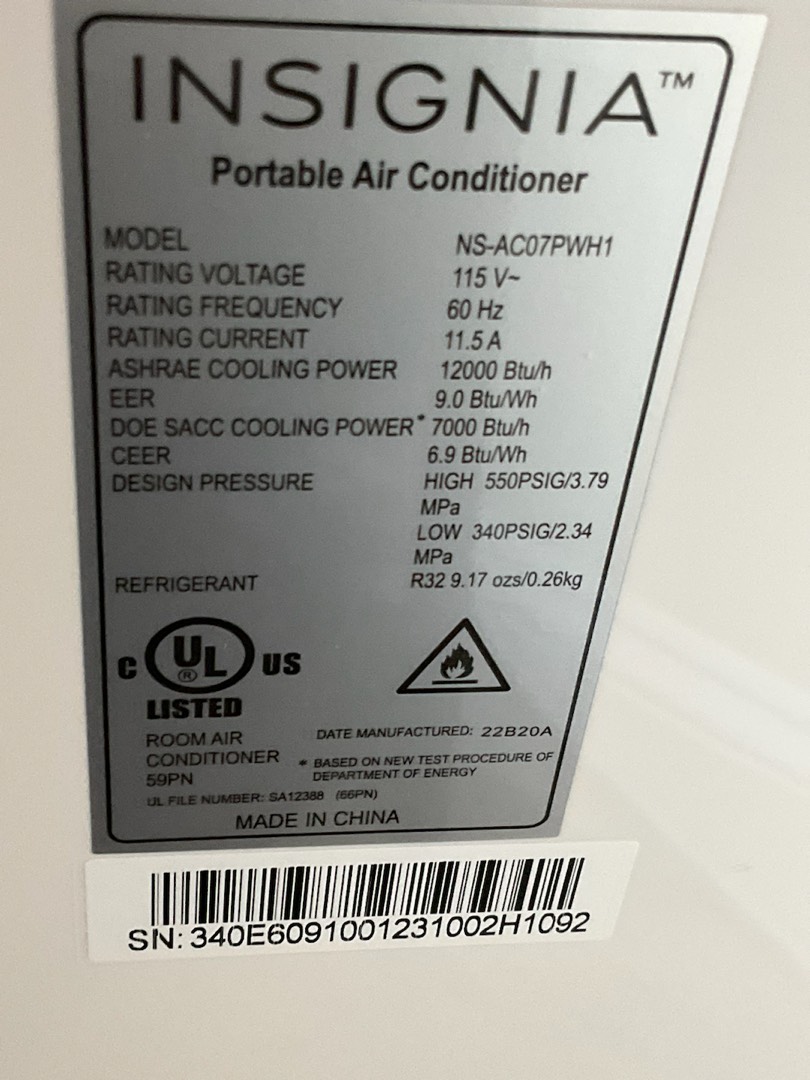 INSIGNIA™
Portable Air Conditioner
MODEL NS-AC07PWH1
RATING VOLTAGE 115 V~
RATING FREQUENCY 60 Hz
RATING CURRENT 11.5 A
ASHRAE COOLING POWER 12000 Btu/h
EER 9.0 Btu/Wh
DOE SACC COOLING POWER* 7000 Btu/h
CEER 6.9 Btu/Wh
DESIGN PRESSURE HIGH 550PSIG/3.79
MPa
LOW 340PSIG/2.34
MPa
REFRIGERANT R32 9.17 ozs/0.26kg
C UL® US
LISTED
ROOM AIR
CONDITIONER
59PN
DATE MANUFACTURED: 22B20A
* BASED ON NEW TEST PROCEDURE OF
DEPARTMENT OF ENERGY
UL FILE NUMBER: SA12388 (66PN)
MADE IN CHINA
SN: 340E6091001231002H1092